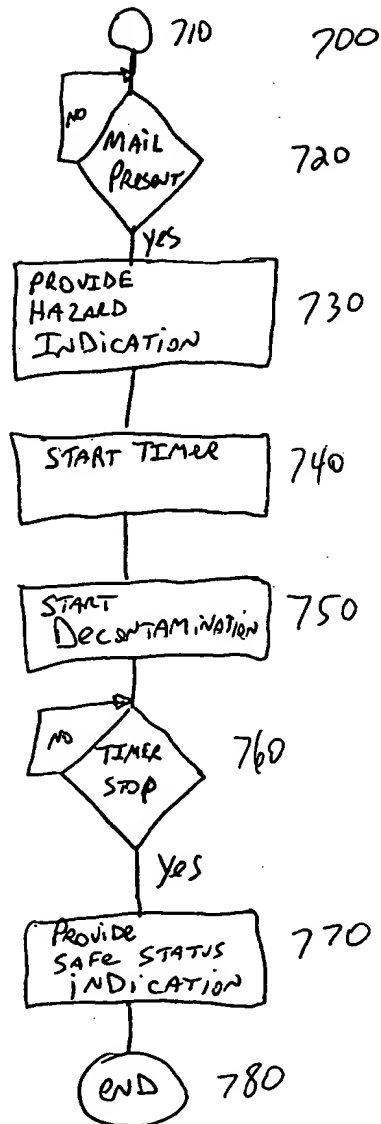 710
700
NO
MAIL
PRESENT
720
yes
PROVIDE
HAZARD
INDICATION
730
START TIMER
740
START
DECONTAMINATION
750
NO
TIMER
STOP
760
yes
PROVIDE
SAFE STATUS
INDICATION
770
END
780